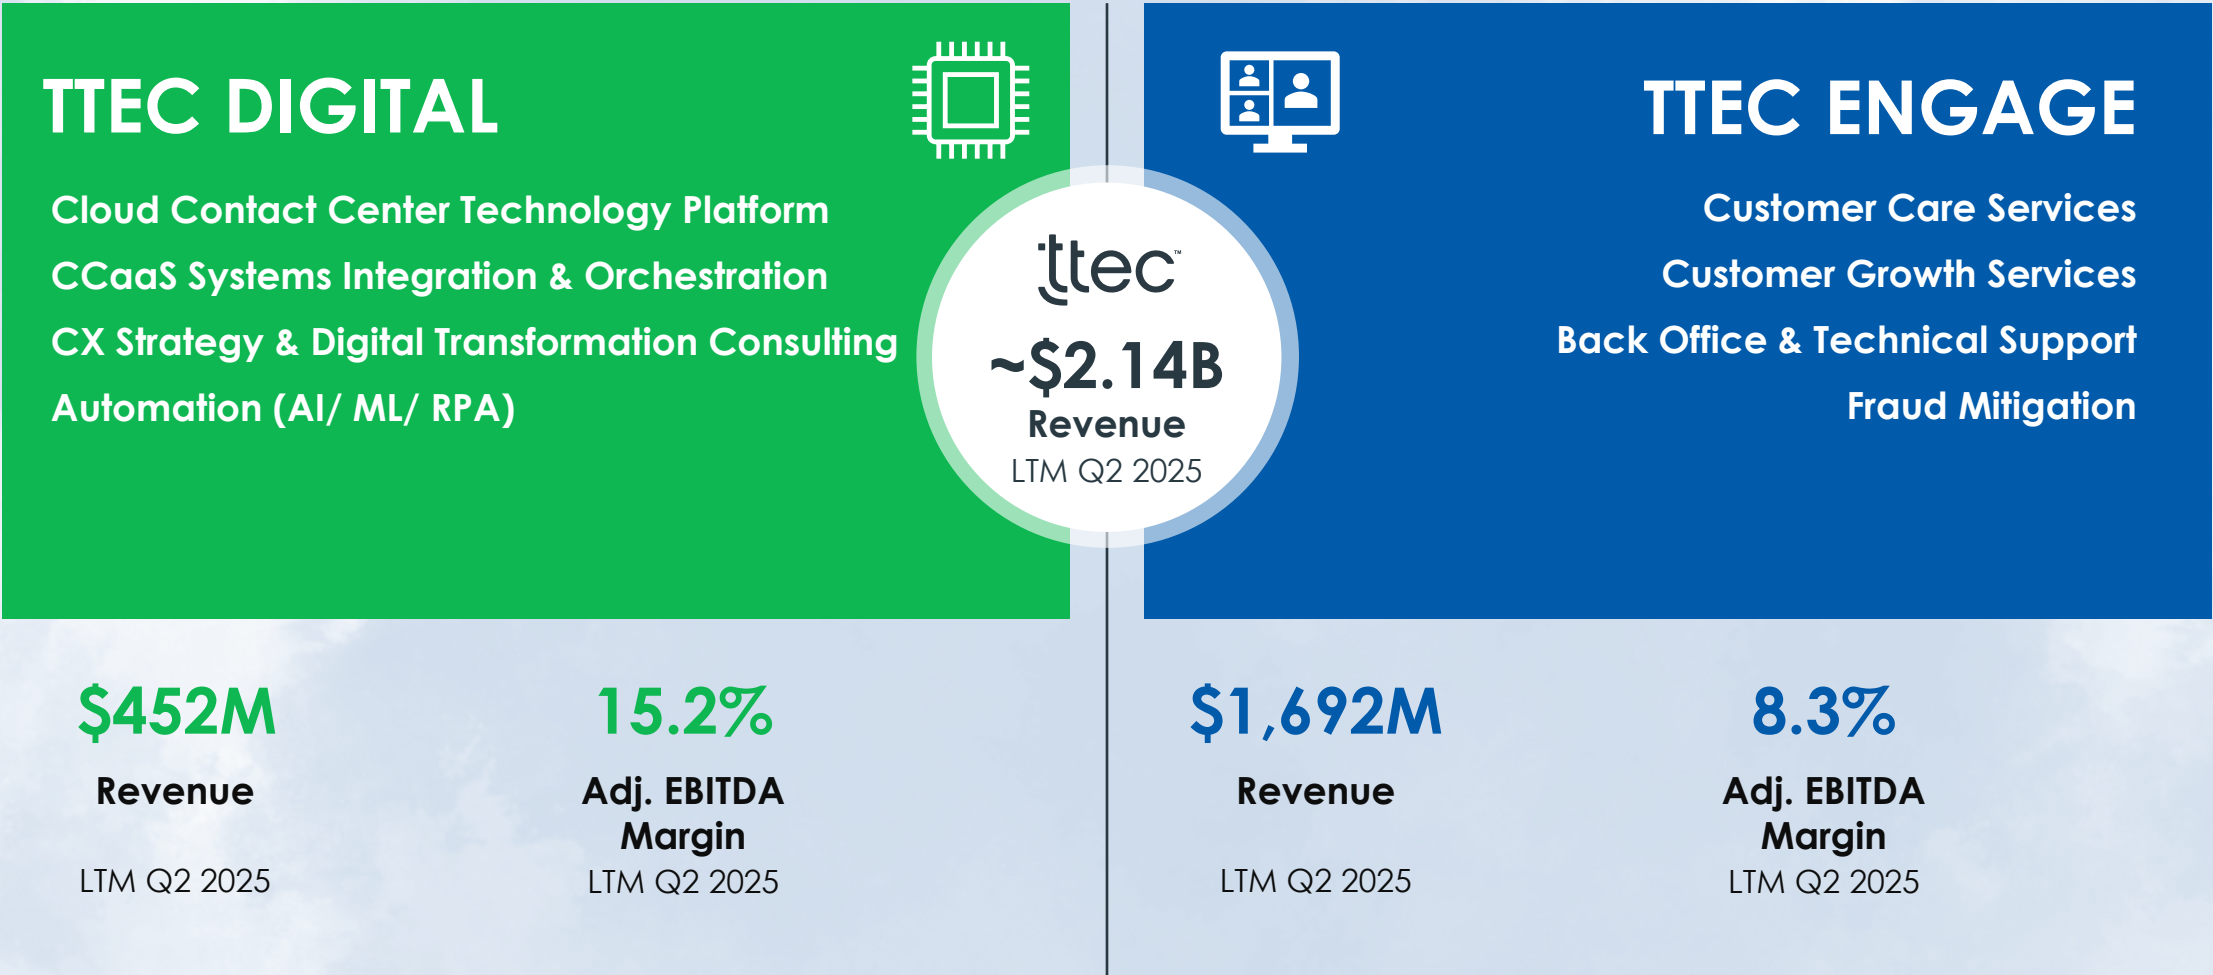 TTEC DIGITAL
Cloud Contact Center Technology Platform
CCaaS Systems Integration & Orchestration
CX Strategy & Digital Transformation Consulting
Automation (AI/ ML/ RPA)
ttec™
~$2.14B
Revenue
LTM Q2 2025
TTEC ENGAGE
Customer Care Services
Customer Growth Services
Back Office & Technical Support
Fraud Mitigation
$452M
Revenue
LTM Q2 2025
15.2%
Adj. EBITDA
Margin
LTM Q2 2025
$1,692M
Revenue
LTM Q2 2025
8.3%
Adj. EBITDA
Margin
LTM Q2 2025